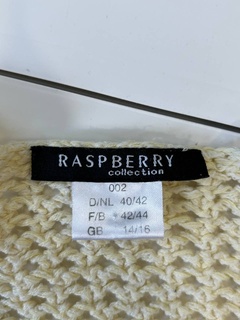 RASPBERRY
collection
002
D/NL 40/42
F/B 42/44
GB 14/16